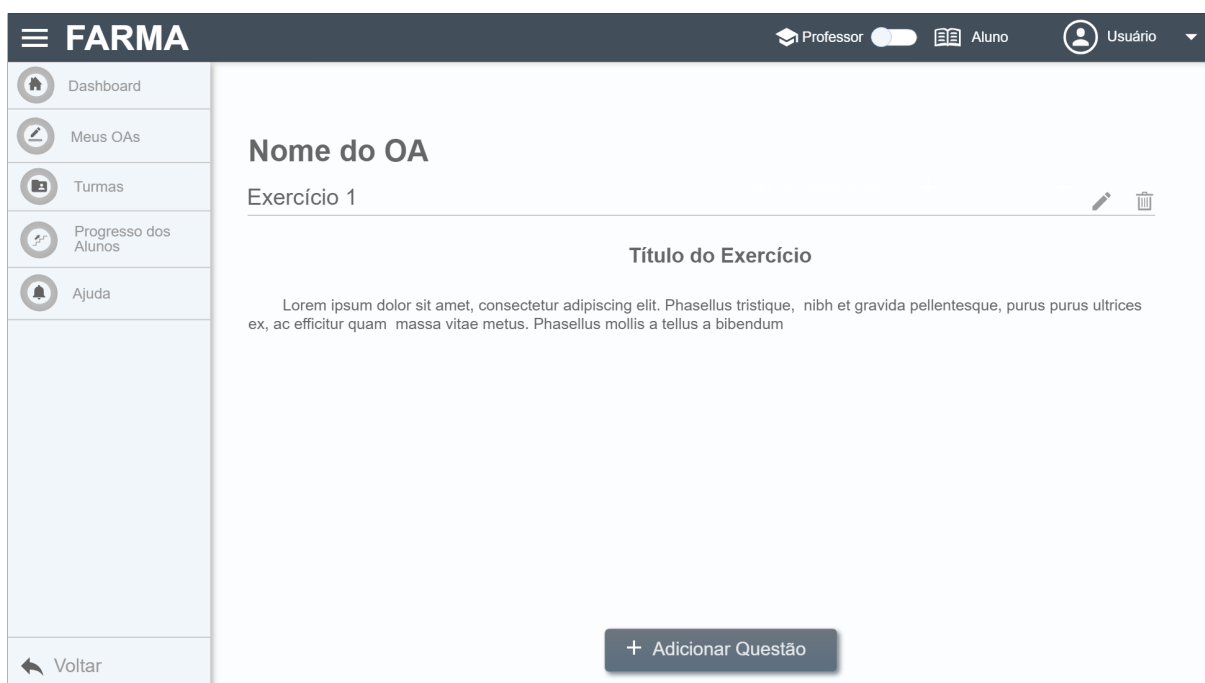 FARMA
Professor
Aluno
Usuário
Dashboard
Meus OAs
Turmas
Progresso dos
Alunos
Ajuda
Voltar
Nome do OA
Exercício 1
Título do Exercício
Lorem ipsum dolor sit amet, consectetur adipiscing elit. Phasellus tristique, nibh et gravida pellentesque, purus purus ultrices
ex, ac efficitur quam massa vitae metus. Phasellus mollis a tellus a bibendum
+ Adicionar Questão